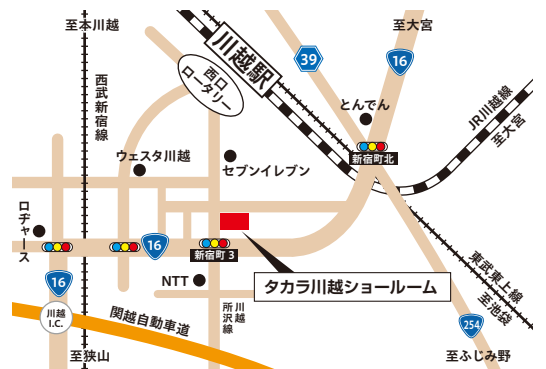 至本川越
至大宮
川越駅
39
16
西口
ロータリー
西武新宿線
とんでん
JR川越線
至大宮
新宿町北
ウェスタ川越
セブンイレブン
ロヂャース
16
新宿町 3
タカラ川越ショールーム
NTT
16
川越
所沢線
東武東上線
至池袋
川越
I.C.
関越自動車道
254
至狭山
至ふじみ野